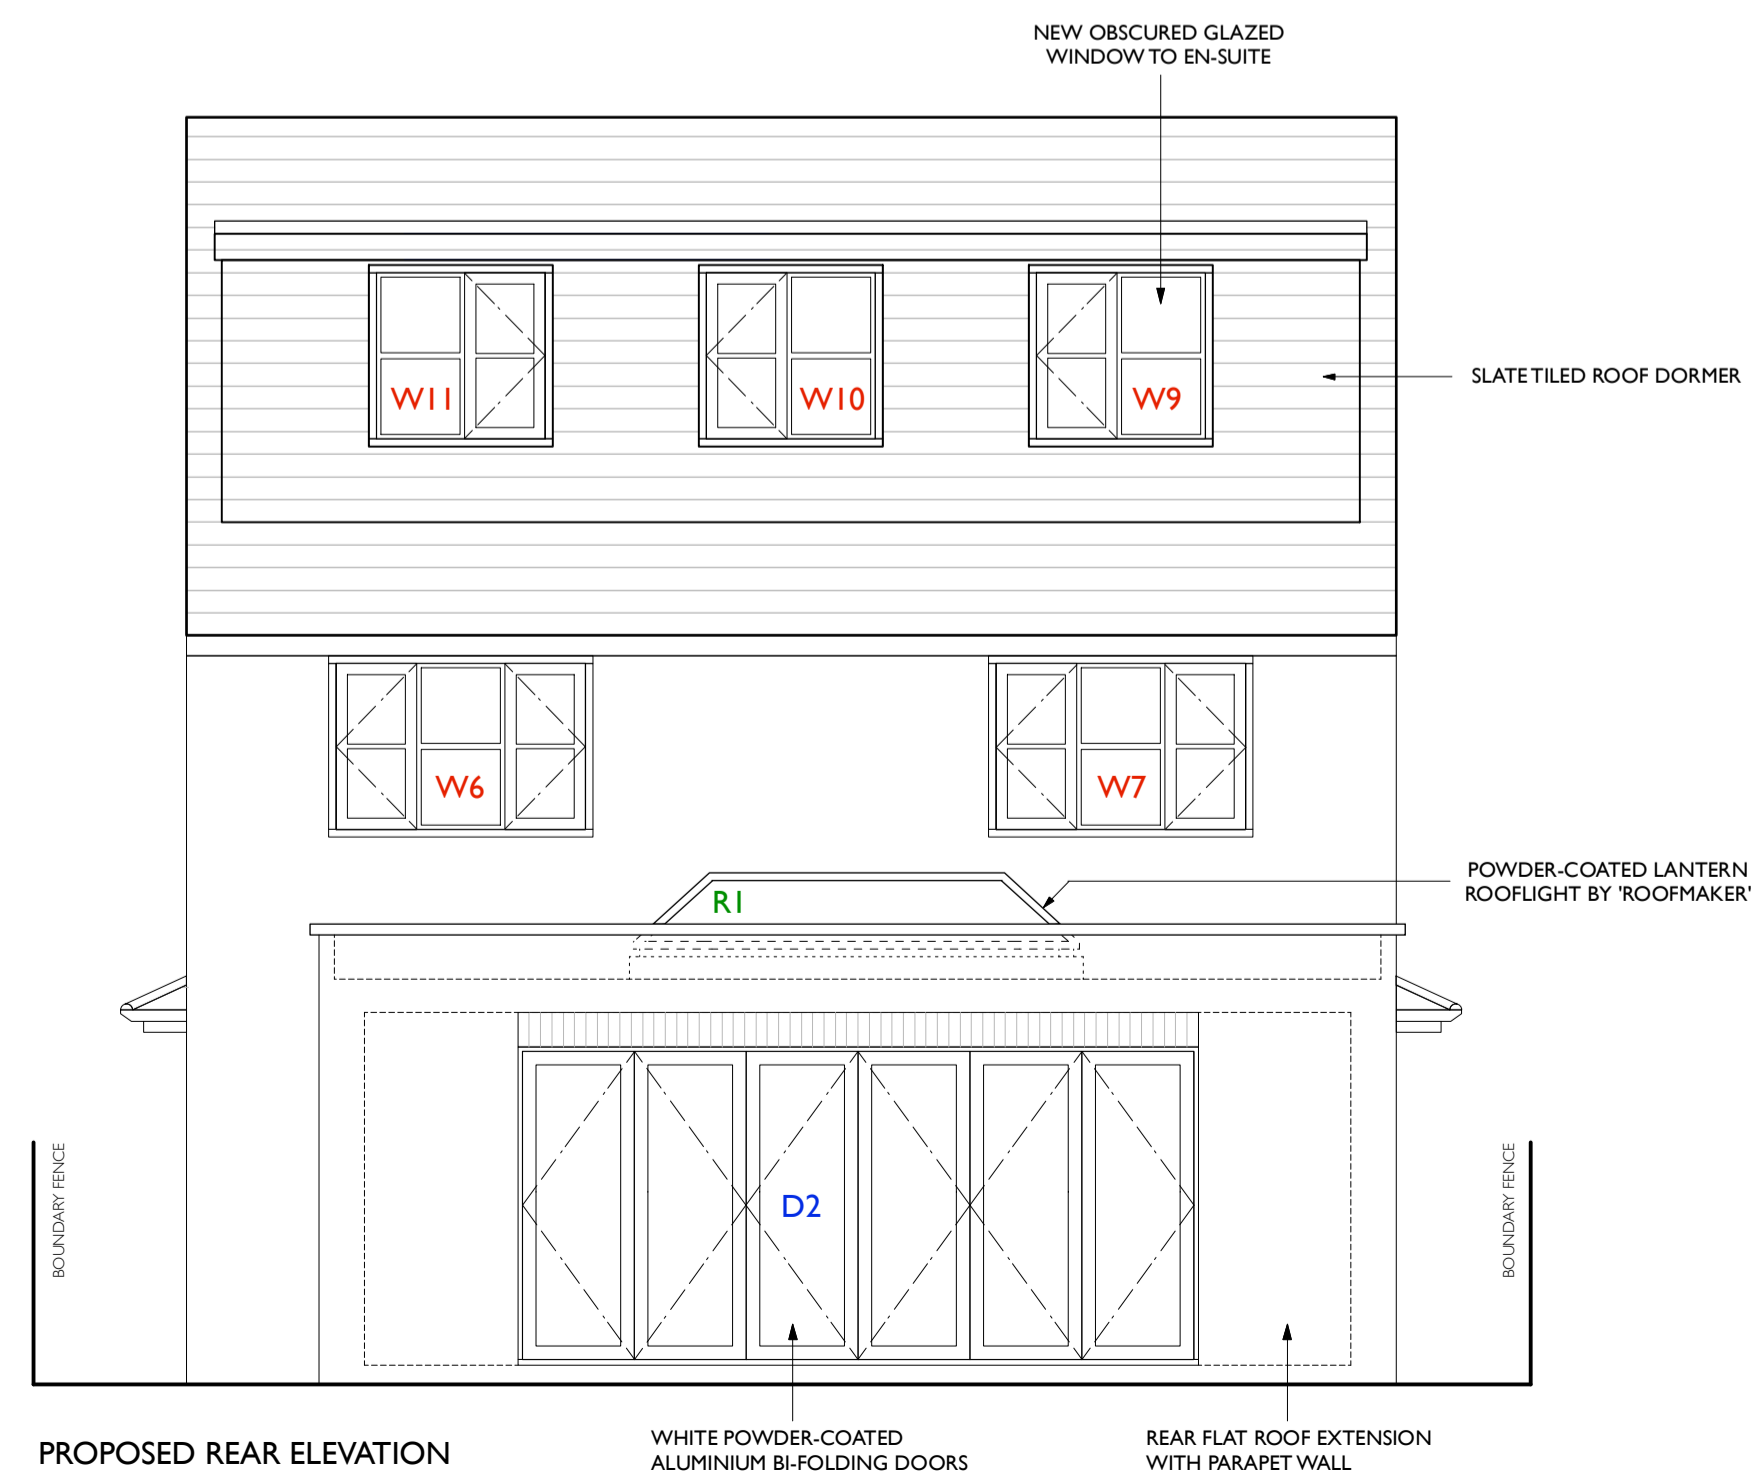 NEW OBSCURED GLAZED
WINDOW TO EN-SUITE
W11
W10
W9
SLATE TILED ROOF DORMER
W6
W7
POWDER-COATED LANTERN
ROOFLIGHT BY 'ROOFMAKER'
R1
BOUNDARY FENCE
BOUNDARY FENCE
D2
PROPOSED REAR ELEVATION
WHITE POWDER-COATED
ALUMINIUM BI-FOLDING DOORS
REAR FLAT ROOF EXTENSION
WITH PARAPET WALL